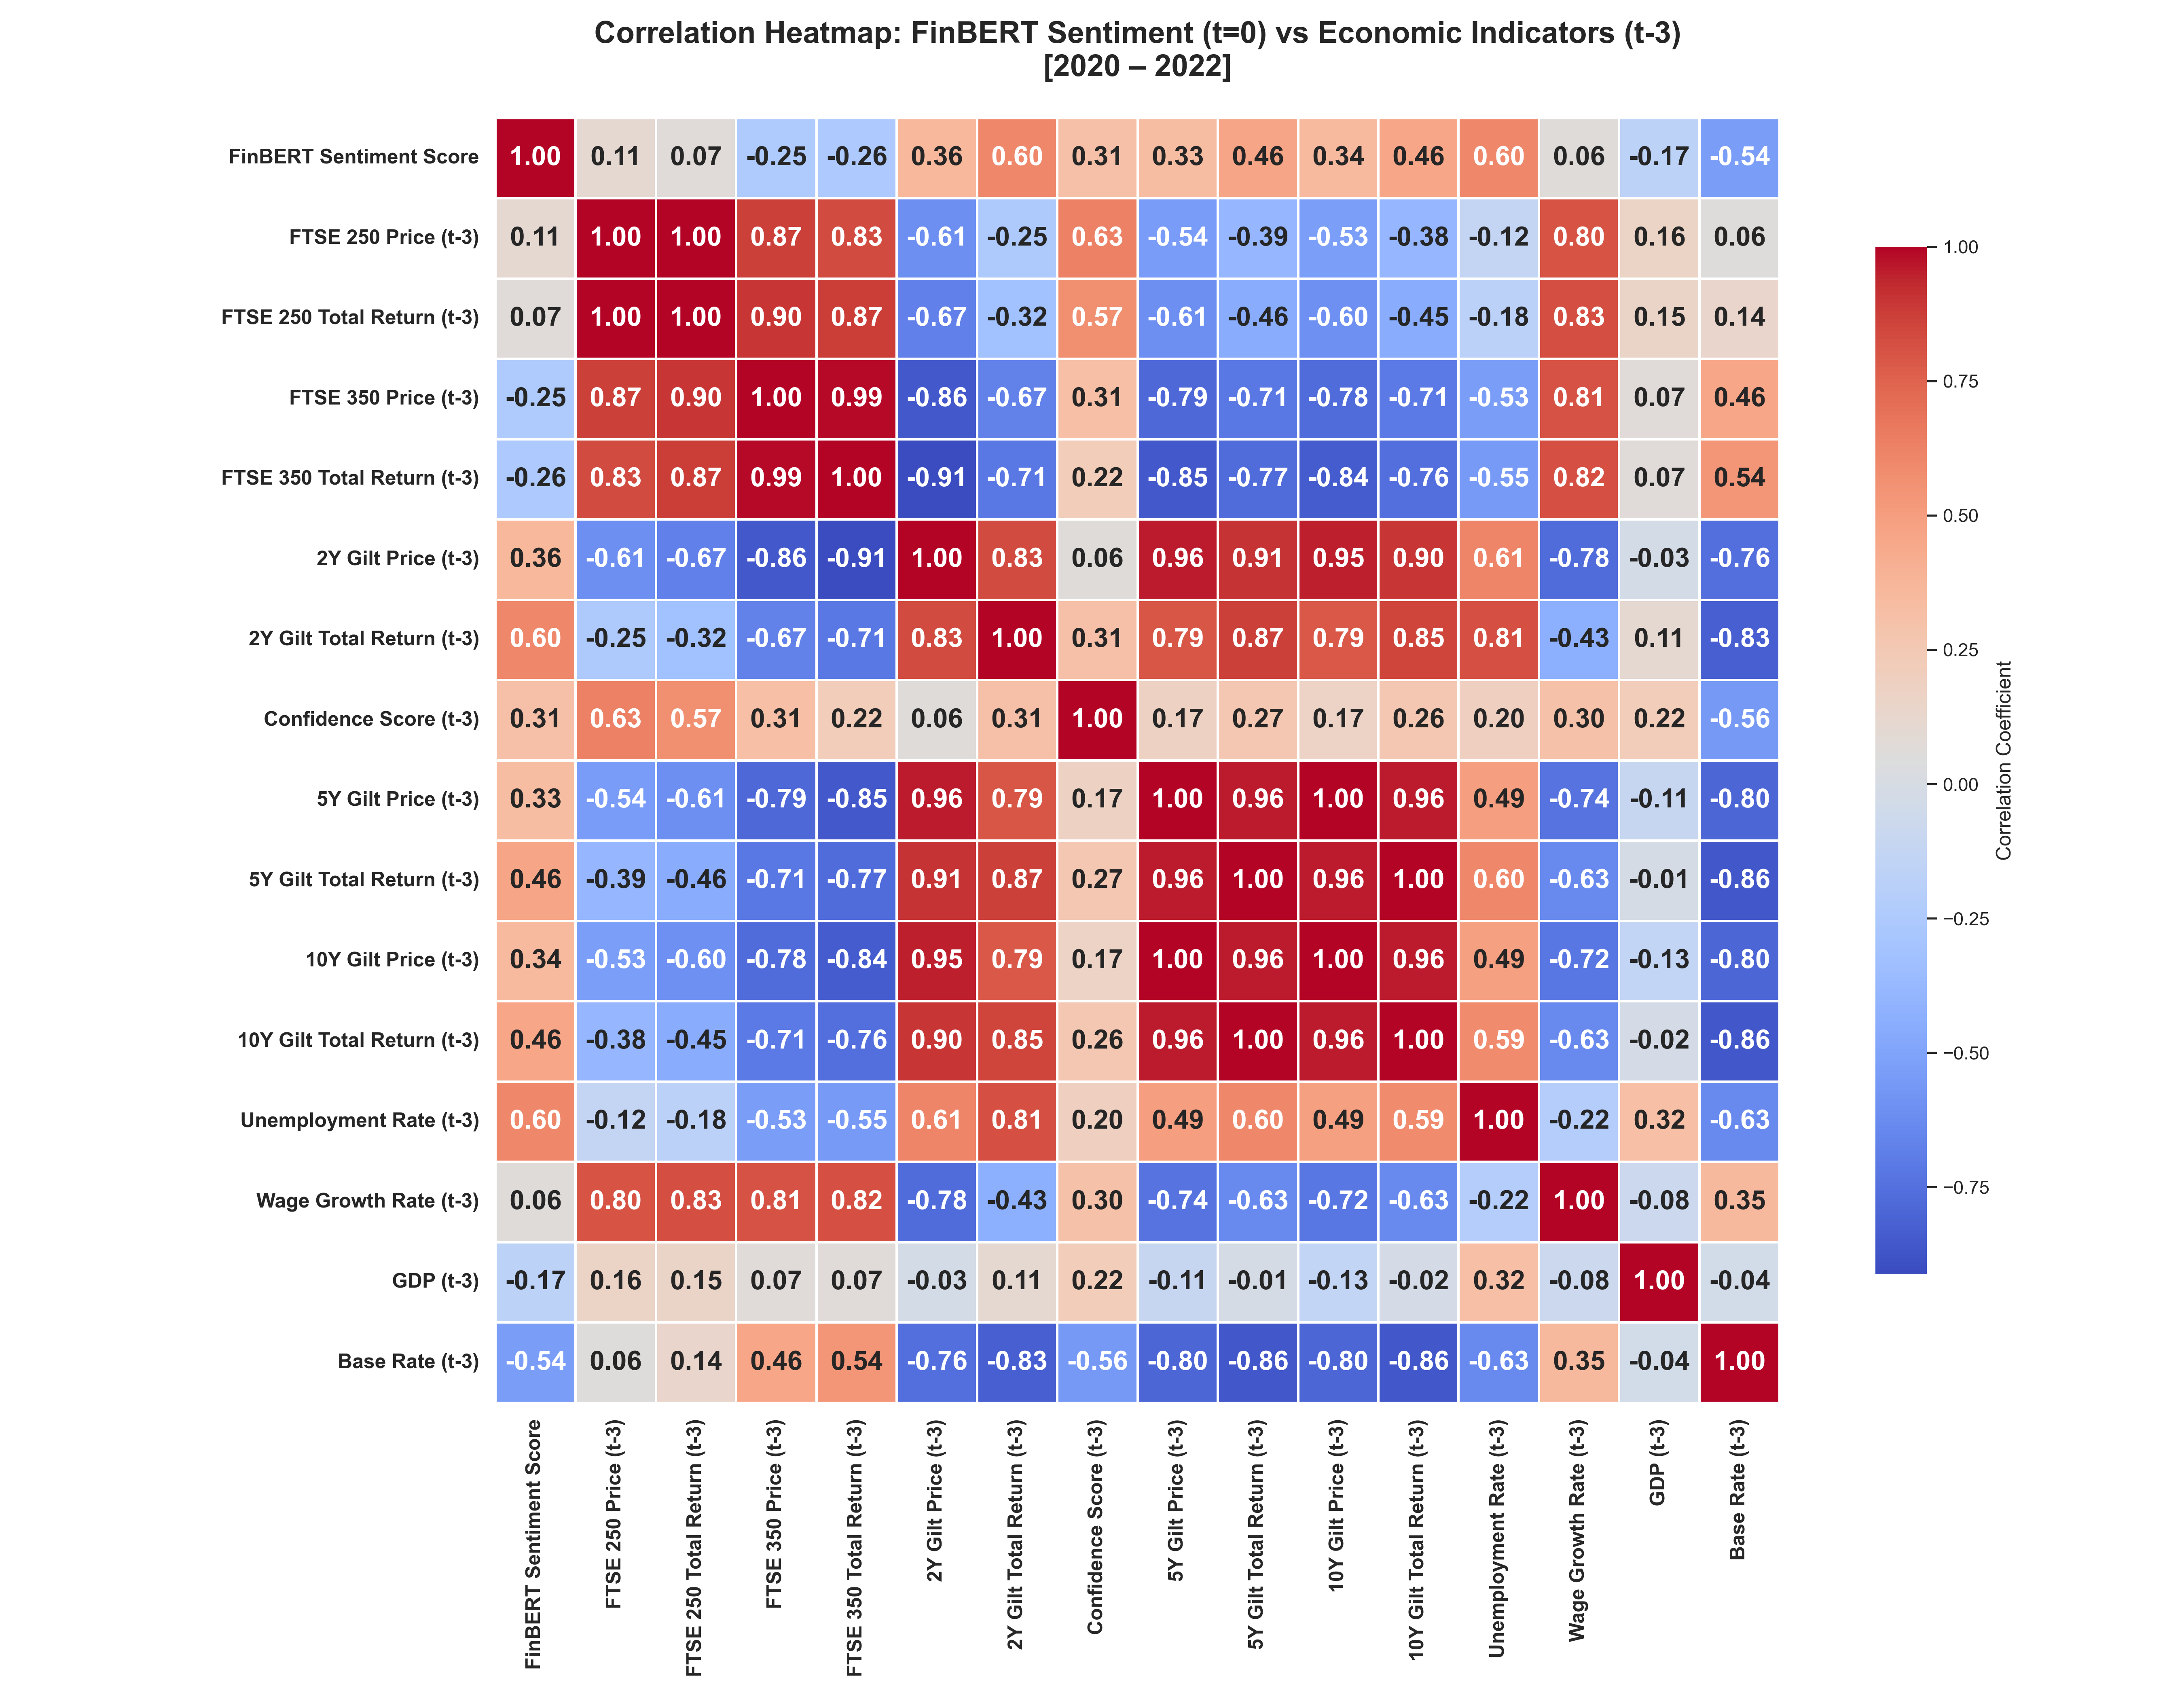 Correlation Heatmap: FinBERT Sentiment (t=0) vs Economic Indicators (t-3)
[2020 – 2022]
FinBERT Sentiment Score 1.00 0.11 0.07 -0.25 -0.26 0.36 0.60 0.31 0.33 0.46 0.34 0.46 0.60 0.06 -0.17 -0.54
FTSE 250 Price (t-3) 0.11 1.00 1.00 0.87 0.83 -0.61 -0.25 0.63 -0.54 -0.39 -0.53 -0.38 -0.12 0.80 0.16 0.06
FTSE 250 Total Return (t-3) 0.07 1.00 1.00 0.90 0.87 -0.67 -0.32 0.57 -0.61 -0.46 -0.60 -0.45 -0.18 0.83 0.15 0.14
FTSE 350 Price (t-3) -0.25 0.87 0.90 1.00 0.99 -0.86 -0.67 0.31 -0.79 -0.71 -0.78 -0.71 -0.53 0.81 0.07 0.46
FTSE 350 Total Return (t-3) -0.26 0.83 0.87 0.99 1.00 -0.91 -0.71 0.22 -0.85 -0.77 -0.84 -0.76 -0.55 0.82 0.07 0.54
2Y Gilt Price (t-3) 0.36 -0.61 -0.67 -0.86 -0.91 1.00 0.83 0.06 0.96 0.91 0.95 0.90 0.61 -0.78 -0.03 -0.76
2Y Gilt Total Return (t-3) 0.60 -0.25 -0.32 -0.67 -0.71 0.83 1.00 0.31 0.79 0.87 0.79 0.85 0.81 -0.43 0.11 -0.83
Confidence Score (t-3) 0.31 0.63 0.57 0.31 0.22 0.06 0.31 1.00 0.17 0.27 0.17 0.26 0.20 0.30 0.22 -0.56
5Y Gilt Price (t-3) 0.33 -0.54 -0.61 -0.79 -0.85 0.96 0.79 0.17 1.00 0.96 1.00 0.96 0.49 -0.74 -0.11 -0.80
5Y Gilt Total Return (t-3) 0.46 -0.39 -0.46 -0.71 -0.77 0.91 0.87 0.27 0.96 1.00 0.96 1.00 0.60 -0.63 -0.01 -0.86
10Y Gilt Price (t-3) 0.34 -0.53 -0.60 -0.78 -0.84 0.95 0.79 0.17 1.00 0.96 1.00 0.96 0.49 -0.72 -0.13 -0.80
10Y Gilt Total Return (t-3) 0.46 -0.38 -0.45 -0.71 -0.76 0.90 0.85 0.26 0.96 1.00 0.96 1.00 0.59 -0.63 -0.02 -0.86
Unemployment Rate (t-3) 0.60 -0.12 -0.18 -0.53 -0.55 0.61 0.81 0.20 0.49 0.60 0.49 0.59 1.00 -0.22 0.32 -0.63
Wage Growth Rate (t-3) 0.06 0.80 0.83 0.81 0.82 -0.78 -0.43 0.30 -0.74 -0.63 -0.72 -0.63 -0.22 1.00 -0.08 0.35
GDP (t-3) -0.17 0.16 0.15 0.07 0.07 -0.03 0.11 0.22 -0.11 -0.01 -0.13 -0.02 0.32 -0.08 1.00 -0.04
Base Rate (t-3) -0.54 0.06 0.14 0.46 0.54 -0.76 -0.83 -0.56 -0.80 -0.86 -0.80 -0.86 -0.63 0.35 -0.04 1.00
FinBERT Sentiment Score
FTSE 250 Price (t-3)
FTSE 250 Total Return (t-3)
FTSE 350 Price (t-3)
FTSE 350 Total Return (t-3)
2Y Gilt Price (t-3)
2Y Gilt Total Return (t-3)
Confidence Score (t-3)
5Y Gilt Price (t-3)
5Y Gilt Total Return (t-3)
10Y Gilt Price (t-3)
10Y Gilt Total Return (t-3)
Unemployment Rate (t-3)
Wage Growth Rate (t-3)
GDP (t-3)
Base Rate (t-3)
1.00
0.75
0.50
0.25
0.00
−0.25
−0.50
−0.75
Correlation Coefficient